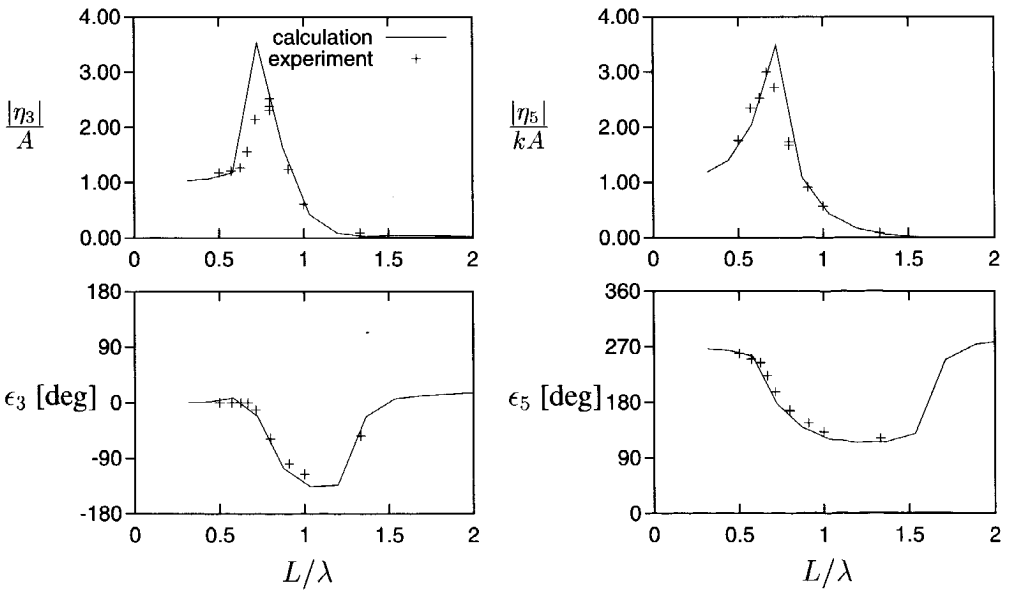 4.00
3.00
2.00
1.00
0.00
|η₃|
A
calculation
experiment
0 0.5 1 1.5 2
4.00
3.00
2.00
1.00
0.00
|η₅|
kA
0 0.5 1 1.5 2
180
90
0
-90
-180
ϵ₃ [deg]
0 0.5 1 1.5 2
L/λ
360
270
180
90
0
ϵ₅ [deg]
0 0.5 1 1.5 2
L/λ